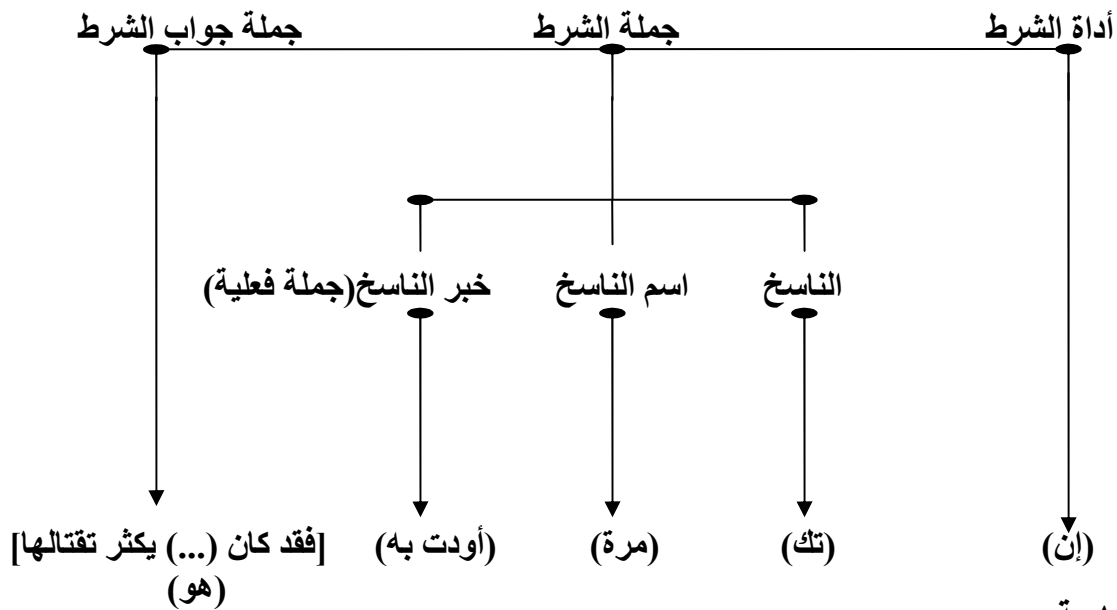 أداة الشرط جملة الشرط جملة جواب الشرط
الناسخ اسم الناسخ خبر الناسخ(جملة فعلية)
(إن) (تك) (مرة) (أودت به) [فقد كان (...) يكثر تقتالها]
(هو)